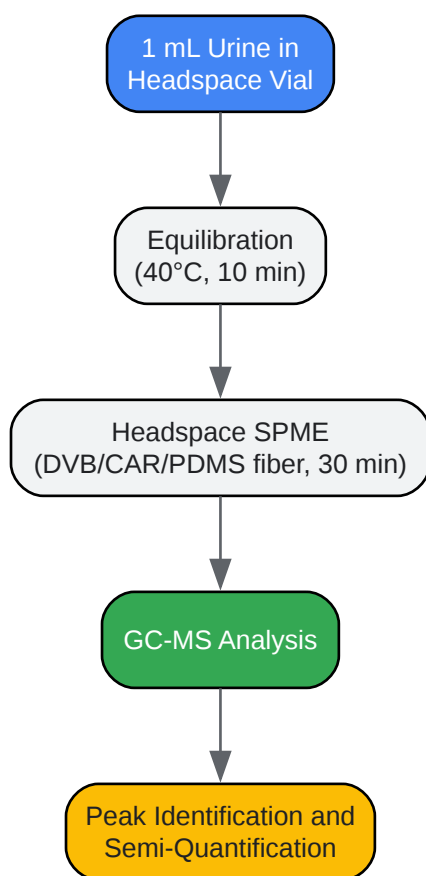 1 mL Urine in
Headspace Vial
Equilibration
(40°C, 10 min)
Headspace SPME
(DVB/CAR/PDMS fiber, 30 min)
GC-MS Analysis
Peak Identification and
Semi-Quantification